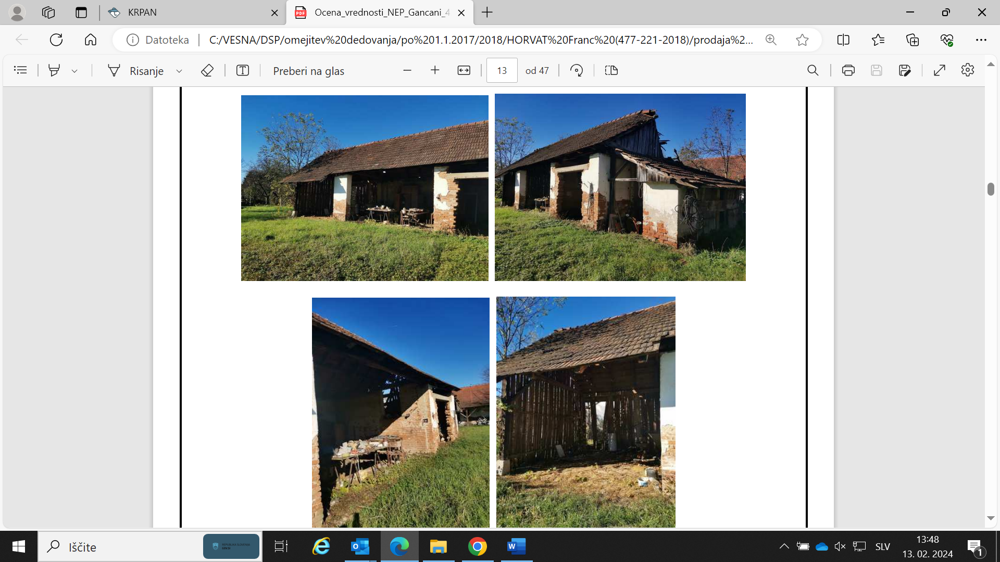 KRPAN
Ocena_vrednosti_NEP_Gancani_4
Datoteka
C:/VESNA/DSP/omejitev%20dedovanja/po%201.1.2017/2018/HORVAT%20Franc%20(477-221-2018)/prodaja%2...
Risanje
Preberi na glas
13
od 47
Iščite
SLV
13:48
13. 02. 2024
1